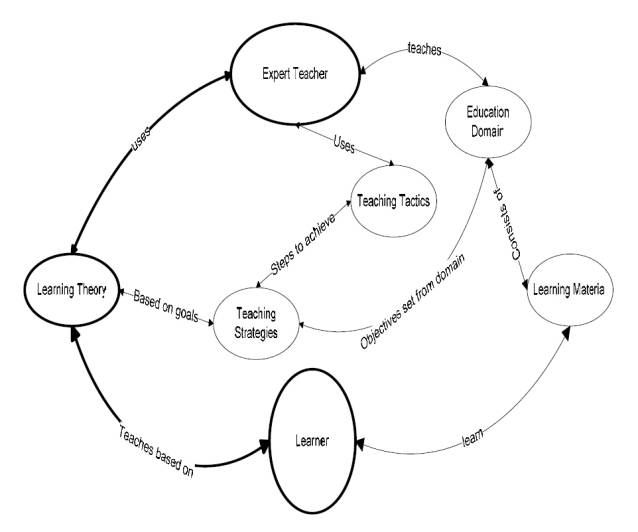 teaches
Expert Teacher
Education
Domair
uses
Uses
Teaching Tactics
Consists of
Steps to achieve
Objectives set from domain
Learning Theory
Based on goals
Learning Materia
Teaching
Strategies
Teaches based on
Learner
learn